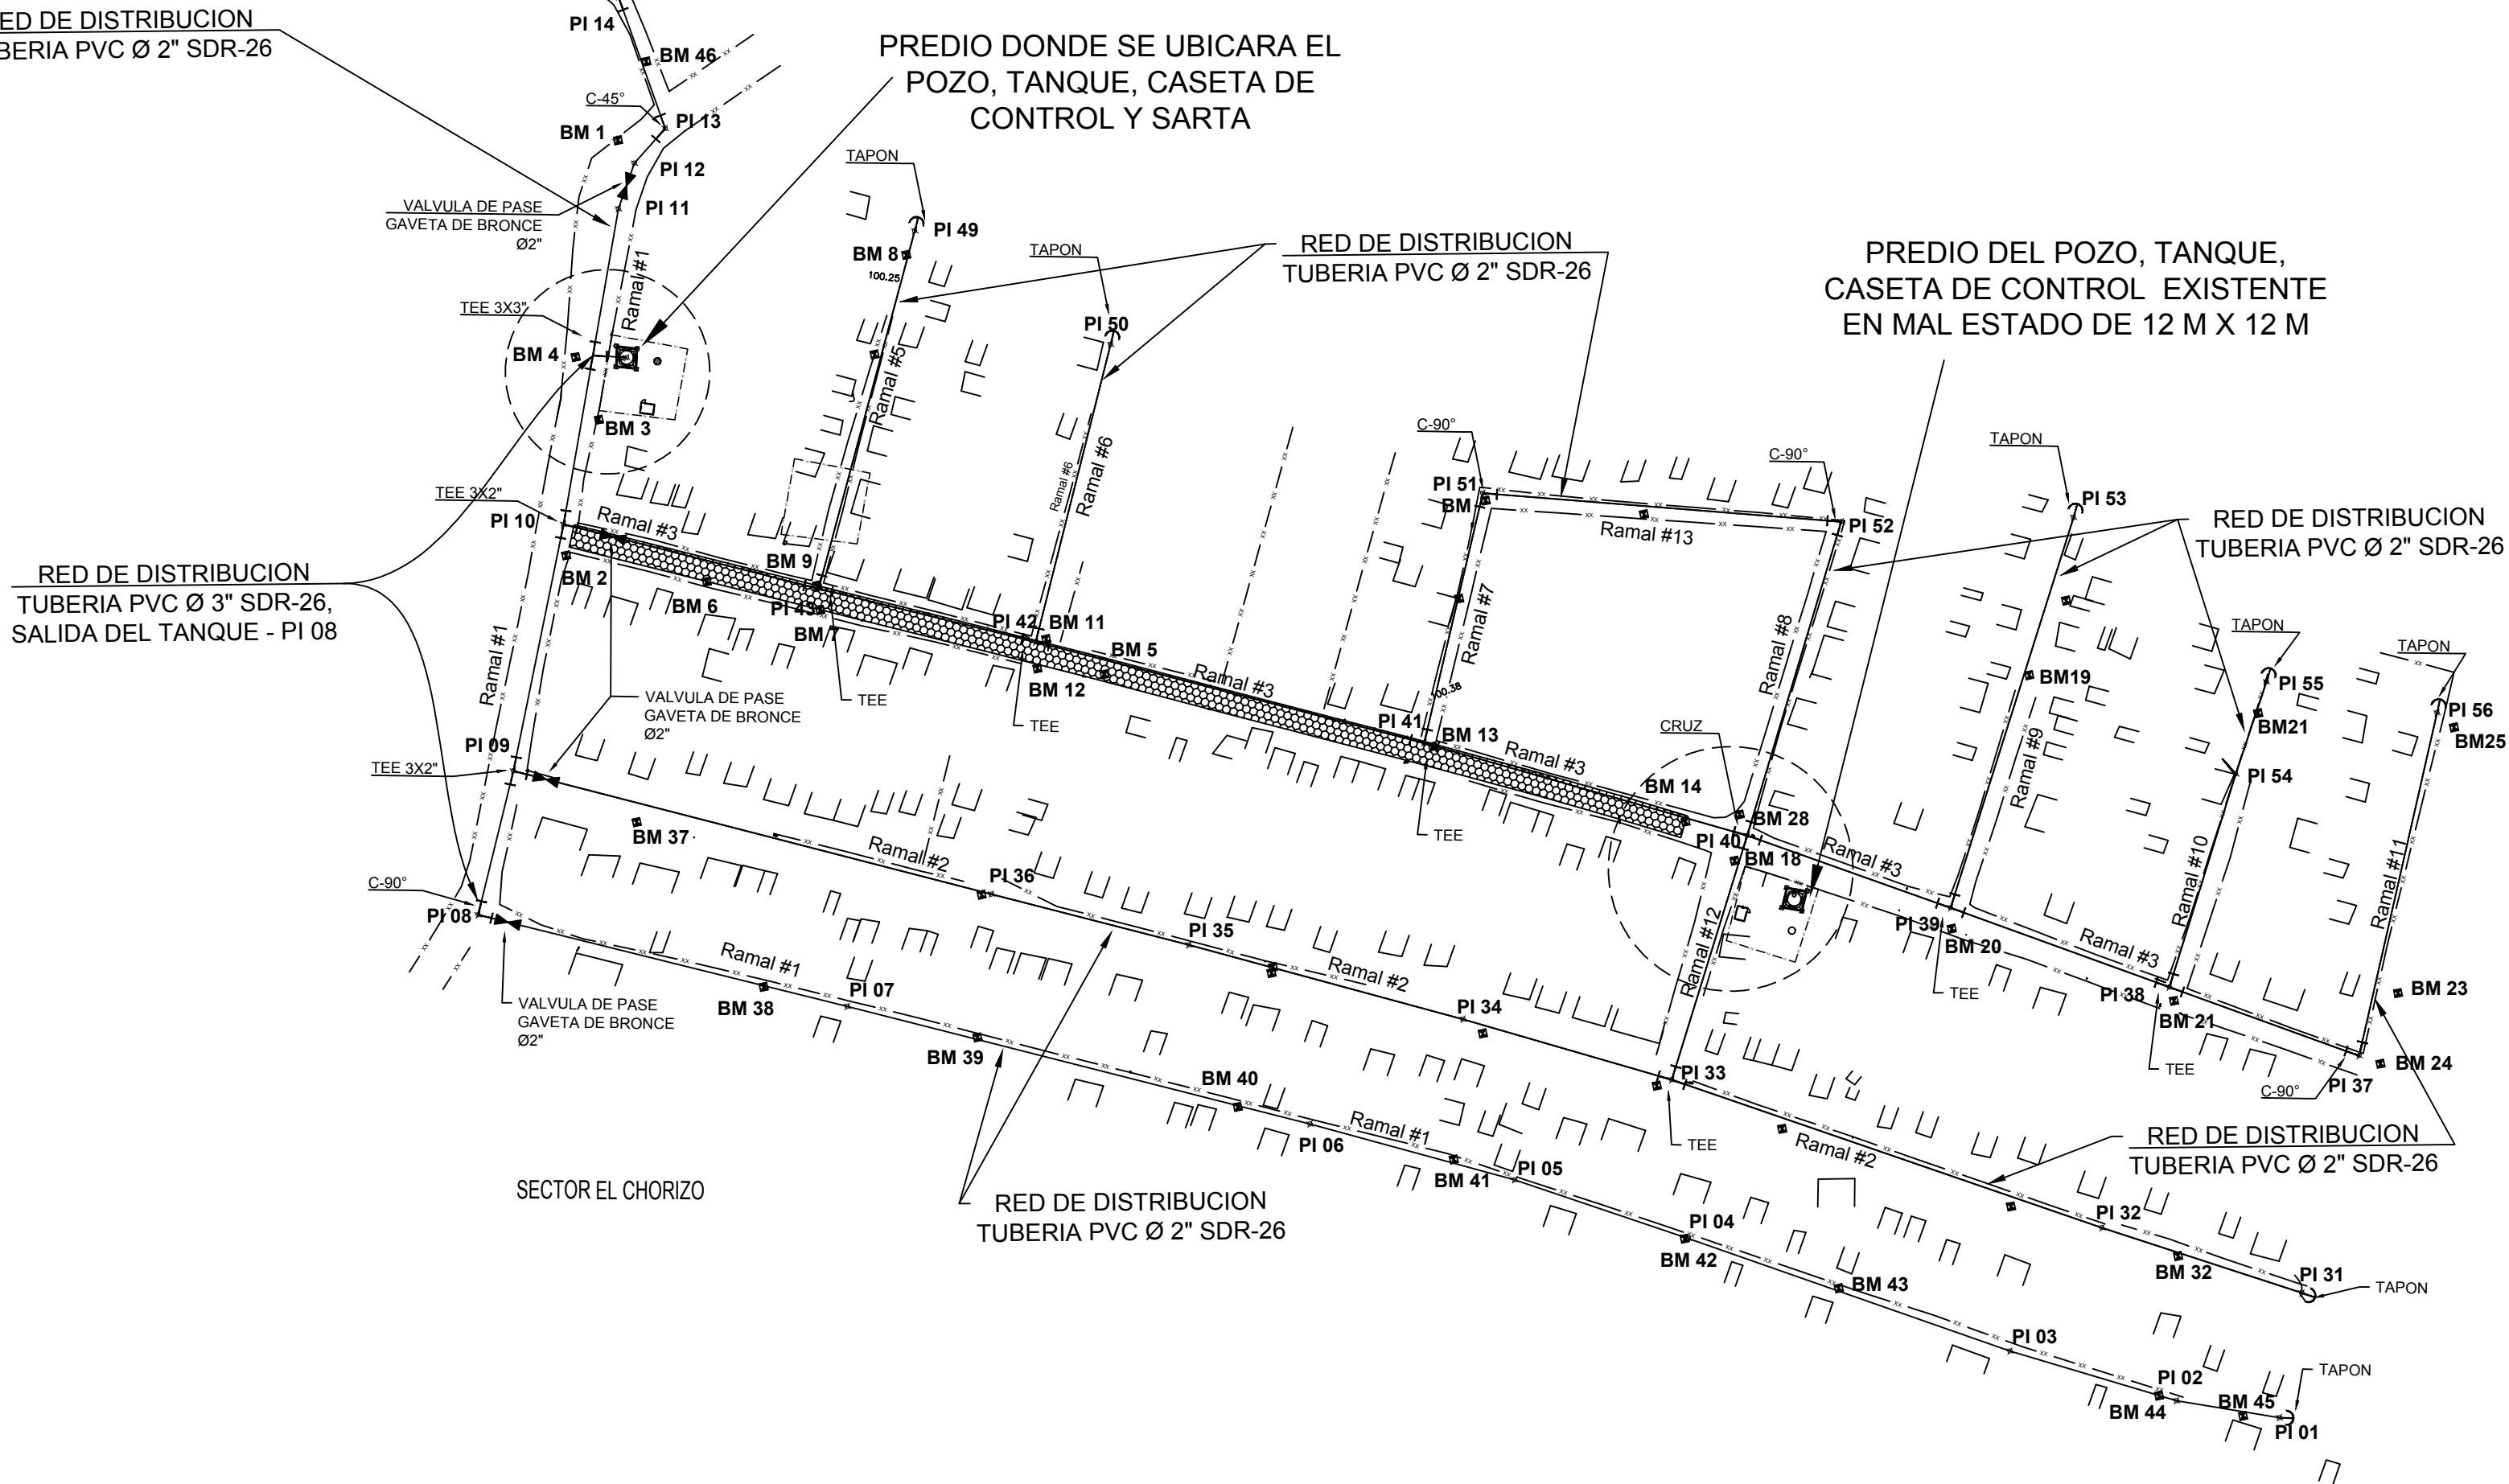 ED DE DISTRIBUCION
BERIA PVC Ø 2" SDR-26
PI 14
BM 46
C-45°
BM 1
PI 13
PI 12
VALVULA DE PASE
GAVETA DE BRONCE
Ø2"
PI 11
PREDIO DONDE SE UBICARA EL
POZO, TANQUE, CASETA DE
CONTROL Y SARTA
TAPON
PI 49
BM 8
100.25
TAPON
PI 50
RED DE DISTRIBUCION
TUBERIA PVC Ø 2" SDR-26
PREDIO DEL POZO, TANQUE,
CASETA DE CONTROL EXISTENTE
EN MAL ESTADO DE 12 M X 12 M
Ramal #1
TEE 3X3"
BM 4
BM 3
Ramal #5
Ramal #6
Ramal #6
C-90°
PI 51
BM
C-90°
PI 52
Ramal #13
TAPON
PI 53
RED DE DISTRIBUCION
TUBERIA PVC Ø 2" SDR-26
TEE 3X2"
PI 10
Ramal #3
BM 9
BM 2
BM 6
PI 43
BM 7
PI 42
BM 11
BM 5
BM 12
Ramal #3
RED DE DISTRIBUCION
TUBERIA PVC Ø 3" SDR-26,
SALIDA DEL TANQUE - PI 08
Ramal #1
VALVULA DE PASE
GAVETA DE BRONCE
Ø2"
TEE
TEE
Ramal #7
100.38
PI 41
BM 13
Ramal #8
BM19
TAPON
PI 55
BM21
TAPON
PI 56
BM25
PI 54
PI 09
TEE 3X2"
Ramal #3
CRUZ
BM 14
BM 28
PI 40
BM 18
TEE
Ramal #9
Ramal #3
BM 37
Ramal #2
Ramal #10
Ramal #11
C-90°
PI 08
PI 36
PI 35
Ramal #12
PI 39
BM 20
TEE
Ramal #3
Ramal #1
BM 38
PI 07
Ramal #2
PI 38
BM 21
BM 23
VALVULA DE PASE
GAVETA DE BRONCE
Ø2"
BM 39
PI 34
TEE
C-90°
PI 37
BM 24
BM 40
PI 33
PI 06
Ramal #1
TEE
Ramal #2
RED DE DISTRIBUCION
TUBERIA PVC Ø 2" SDR-26
BM 41
PI 05
SECTOR EL CHORIZO
RED DE DISTRIBUCION
TUBERIA PVC Ø 2" SDR-26
PI 04
BM 42
PI 32
BM 32
BM 43
PI 31
TAPON
PI 03
PI 02
BM 44
BM 45
TAPON
PI 01